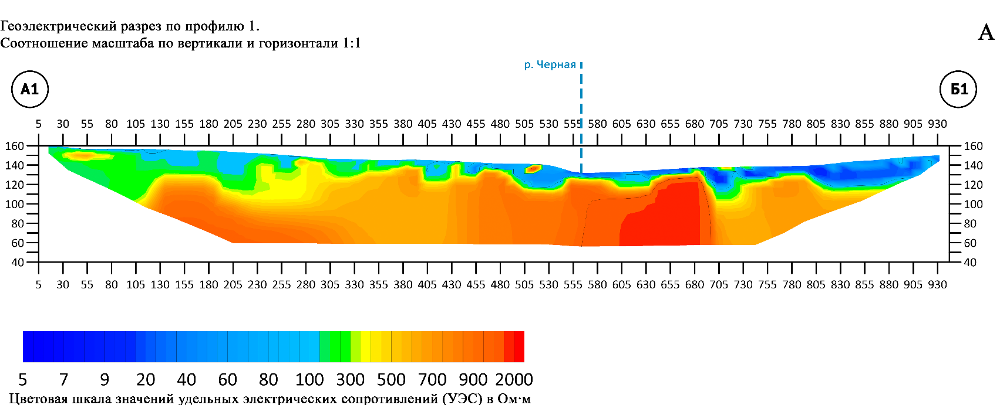 Геоэлектрический разрез по профилю 1.
Соотношение масштаба по вертикали и горизонтали 1:1
А
р. Черная
А1
Б1
5 30 55 80 105 130 155 180 205 230 255 280 305 330 355 380 405 430 455 480 505 530 555 580 605 630 655 680 705 730 755 780 805 830 855 880 905 930
160 160
140 140
120 120
100 100
80 80
60 60
40 40
5 30 55 80 105 130 155 180 205 230 255 280 305 330 355 380 405 430 455 480 505 530 555 580 605 630 655 680 705 730 755 780 805 830 855 880 905 930
5 7 9 20 40 60 80 100 300 500 700 900 2000
Цветовая шкала значений удельных электрических сопротивлений (УЭС) в Ом·м